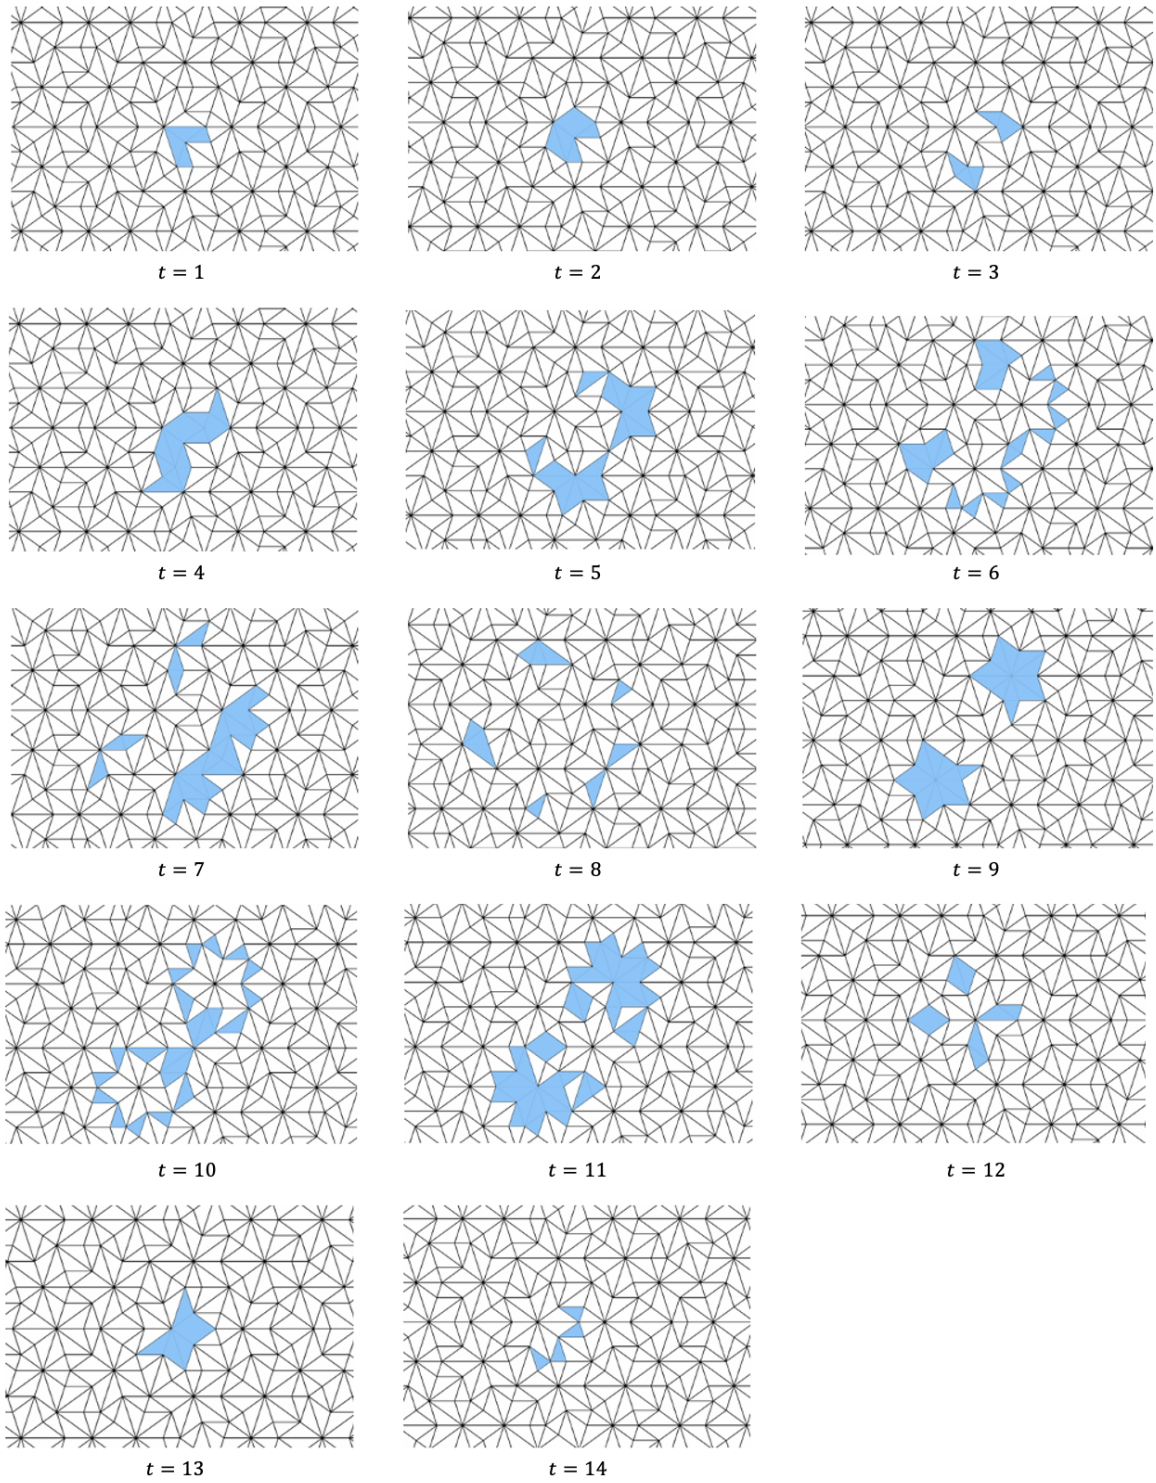 t = 1
t = 2
t = 3
t = 4
t = 5
t = 6
t = 7
t = 8
t = 9
t = 10
t = 11
t = 12
t = 13
t = 14